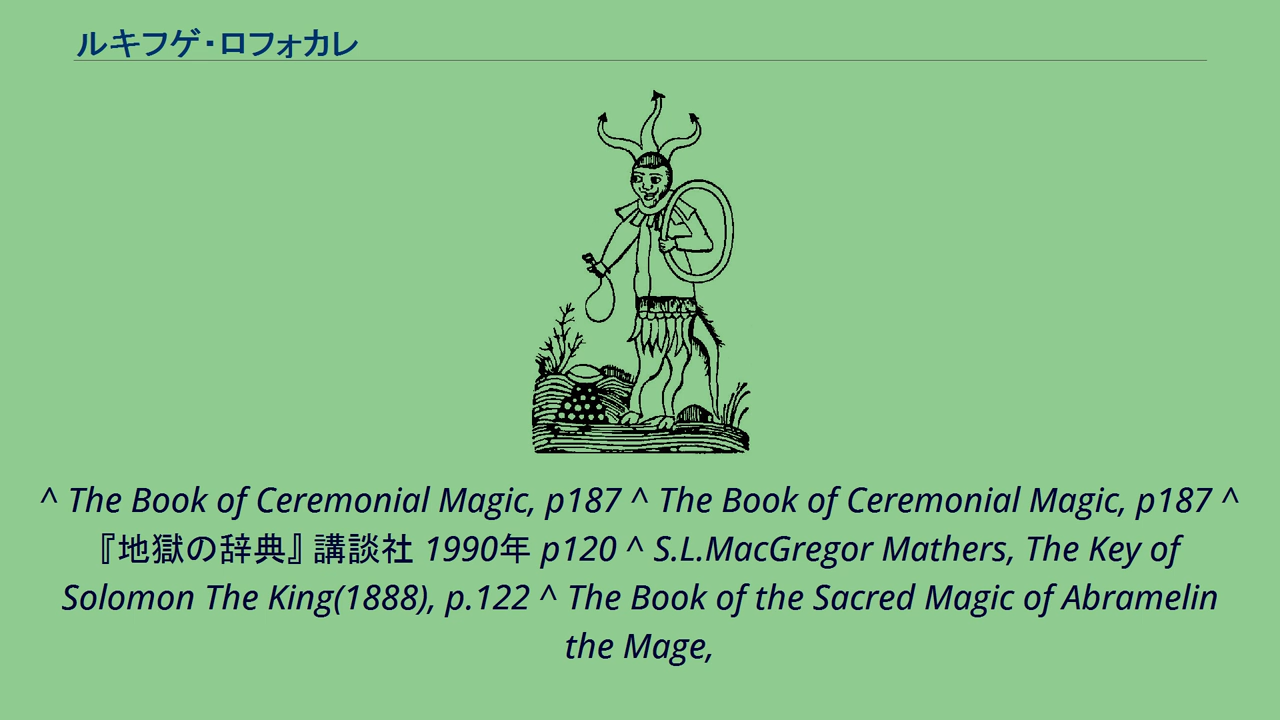 ルキフゲ・ロフォカレ
^ The Book of Ceremonial Magic, p187 ^ The Book of Ceremonial Magic, p187 ^
『地獄の辞典』講談社 1990年 p120 ^ S.L.MacGregor Mathers, The Key of
Solomon The King(1888), p.122 ^ The Book of the Sacred Magic of Abramelin
the Mage,